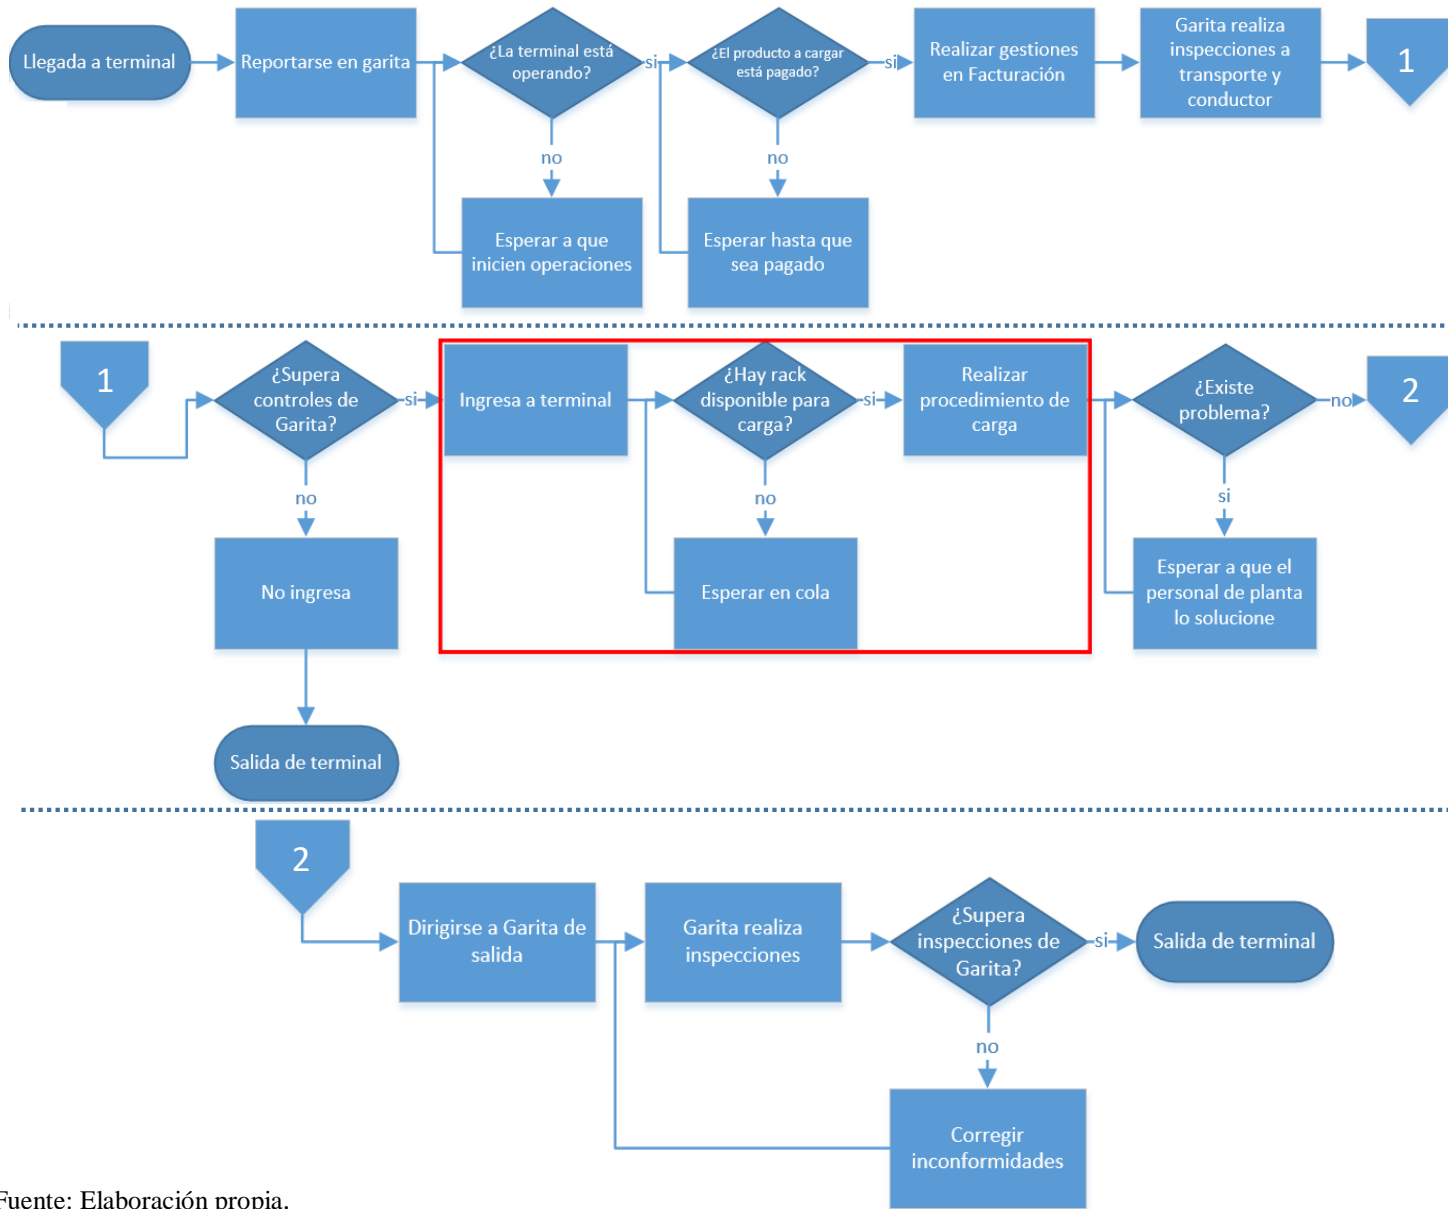 Llegada a terminal
Reportarse en garita
¿La terminal está
operando?
si
¿El producto a cargar
está pagado?
si
Realizar gestiones
en Facturación
Garita realiza
inspecciones a
transporte y
conductor
1
no
no
Esperar a que
inicien operaciones
Esperar hasta que
sea pagado
1
¿Supera
controles de
Garita?
si
Ingresa a terminal
¿Hay rack
disponible para
carga?
si
Realizar
procedimiento de
carga
¿Existe
problema?
no
2
no
no
si
No ingresa
Esperar en cola
Esperar a que el
personal de planta
lo solucione
Salida de terminal
2
Dirigirse a Garita de
salida
Garita realiza
inspecciones
¿Supera
inspecciones de
Garita?
si
Salida de terminal
no
Corregir
inconformidades
Fuente: Elaboración propia.